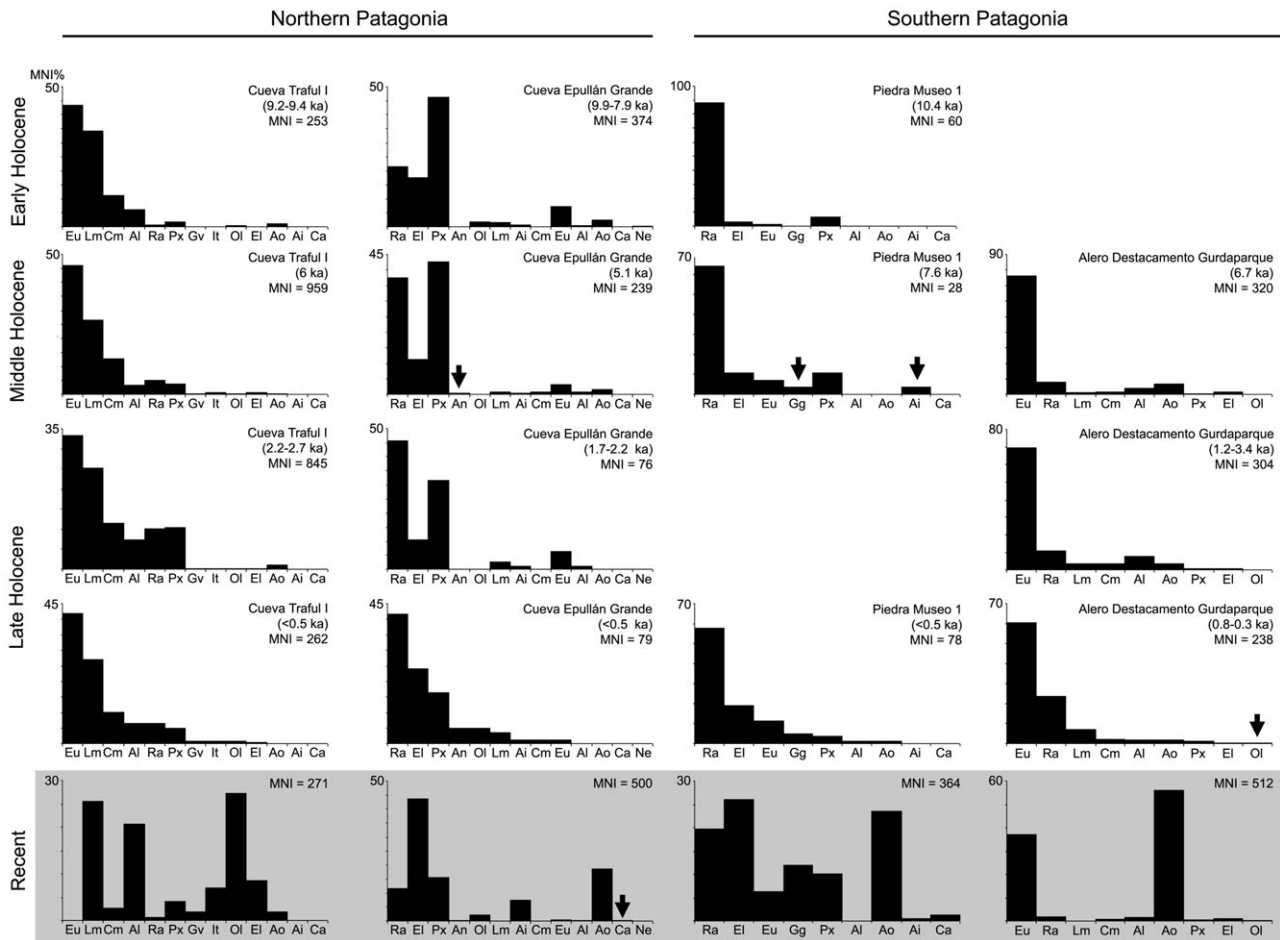 Northern Patagonia
Southern Patagonia
Early Holocene
MNI%
50
Cueva Traful I
(9.2-9.4 ka)
MNI = 253
Eu Lm Cm Al Ra Px Gv It Ol El Ao Ai Ca
50
Cueva Epullán Grande
(9.9-7.9 ka)
MNI = 374
Ra El Px An Ol Lm Ai Cm Eu Al Ao Ca Ne
100
Piedra Museo 1
(10.4 ka)
MNI = 60
Ra El Eu Gg Px Al Ao Ai Ca
Middle Holocene
50
Cueva Traful I
(6 ka)
MNI = 959
Eu Lm Cm Al Ra Px Gv It Ol El Ao Ai Ca
45
Cueva Epullán Grande
(5.1 ka)
MNI = 239
Ra El Px An Ol Lm Ai Cm Eu Al Ao Ca Ne
70
Piedra Museo 1
(7.6 ka)
MNI = 28
Ra El Eu Gg Px Al Ao Ai Ca
90
Alero Destacamento Gurdaparque
(6.7 ka)
MNI = 320
Eu Ra Lm Cm Al Ao Px El Ol
Late Holocene
35
Cueva Traful I
(2.2-2.7 ka)
MNI = 845
Eu Lm Cm Al Ra Px Gv It Ol El Ao Ai Ca
50
Cueva Epullán Grande
(1.7-2.2 ka)
MNI = 76
Ra El Px An Ol Lm Ai Cm Eu Al Ao Ca Ne
80
Alero Destacamento Gurdaparque
(1.2-3.4 ka)
MNI = 304
Eu Ra Lm Cm Al Ao Px El Ol
45
Cueva Traful I
(<0.5 ka)
MNI = 262
Eu Lm Cm Al Ra Px Gv It Ol El Ao Ai Ca
45
Cueva Epullán Grande
(<0.5 ka)
MNI = 79
Ra El Px An Ol Lm Ai Cm Eu Al Ao Ca Ne
70
Piedra Museo 1
(<0.5 ka)
MNI = 78
Ra El Eu Gg Px Al Ao Ai Ca
70
Alero Destacamento Gurdaparque
(0.8-0.3 ka)
MNI = 238
Eu Ra Lm Cm Al Ao Px El Ol
Recent
30
MNI = 271
Eu Lm Cm Al Ra Px Gv It Ol El Ao Ai Ca
50
MNI = 500
Ra El Px An Ol Lm Ai Cm Eu Al Ao Ca Ne
30
MNI = 364
Ra El Eu Gg Px Al Ao Ai Ca
60
MNI = 512
Eu Ra Lm Cm Al Ao Px El Ol